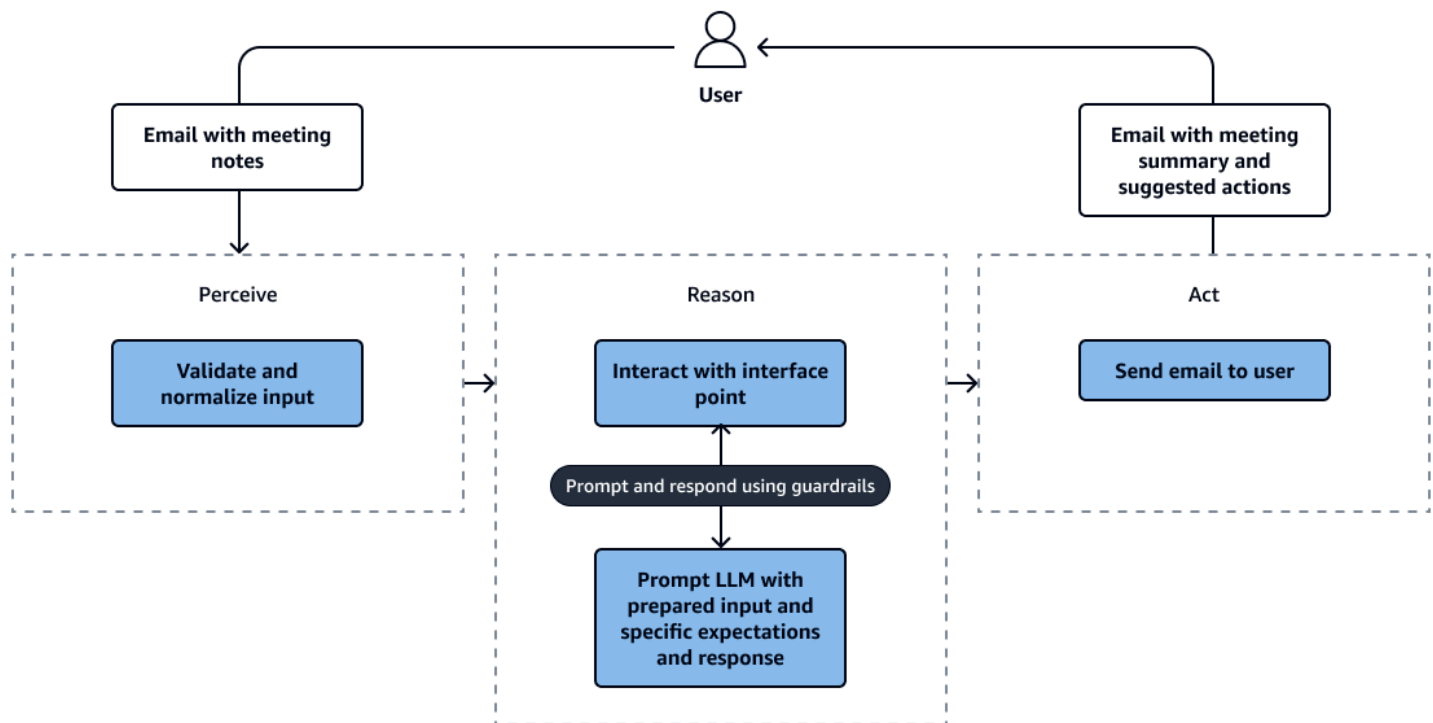 User
Email with meeting
notes
Email with meeting
summary and
suggested actions
Perceive
Validate and
normalize input
Reason
Interact with interface
point
Prompt and respond using guardrails
Prompt LLM with
prepared input and
specific expectations
and response
Act
Send email to user